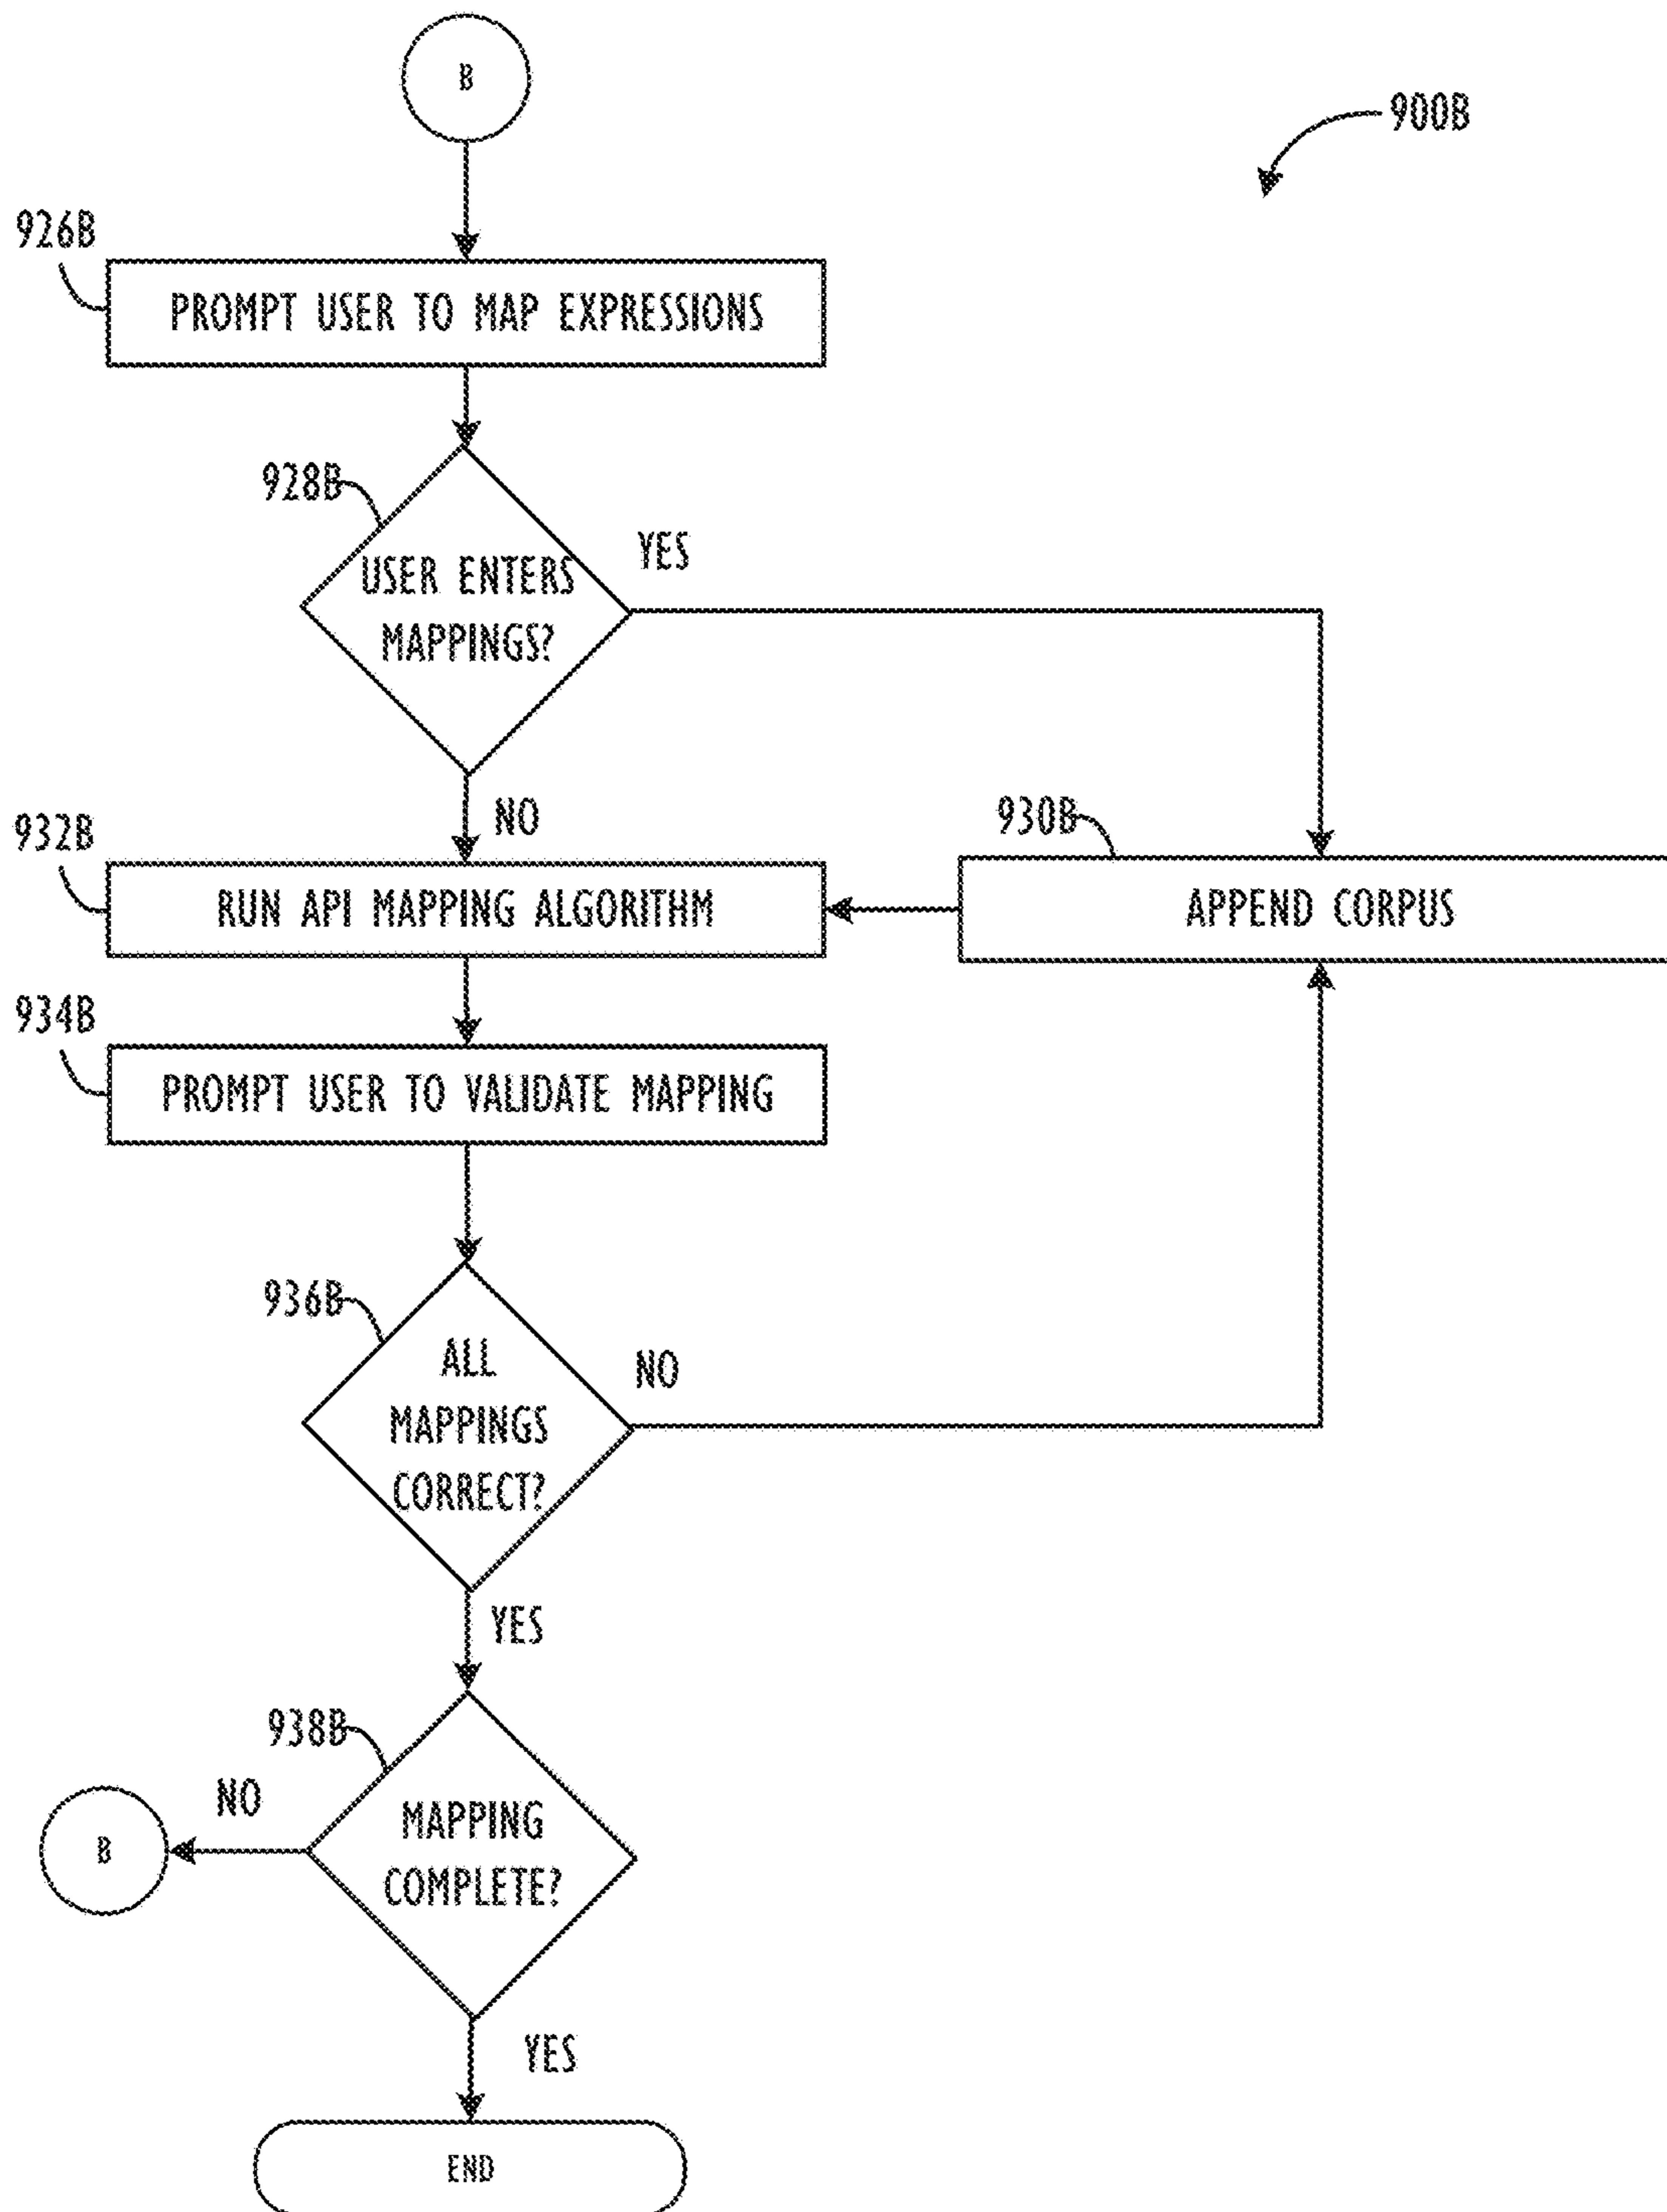 B
900B
926B
PROMPT USER TO MAP EXPRESSIONS
928B
USER ENTERS
MAPPINGS?
YES
NO
932B
RUN API MAPPING ALGORITHM
930B
APPEND CORPUS
934B
PROMPT USER TO VALIDATE MAPPING
936B
ALL
MAPPINGS
CORRECT?
NO
YES
938B
MAPPING
COMPLETE?
NO
B
YES
END